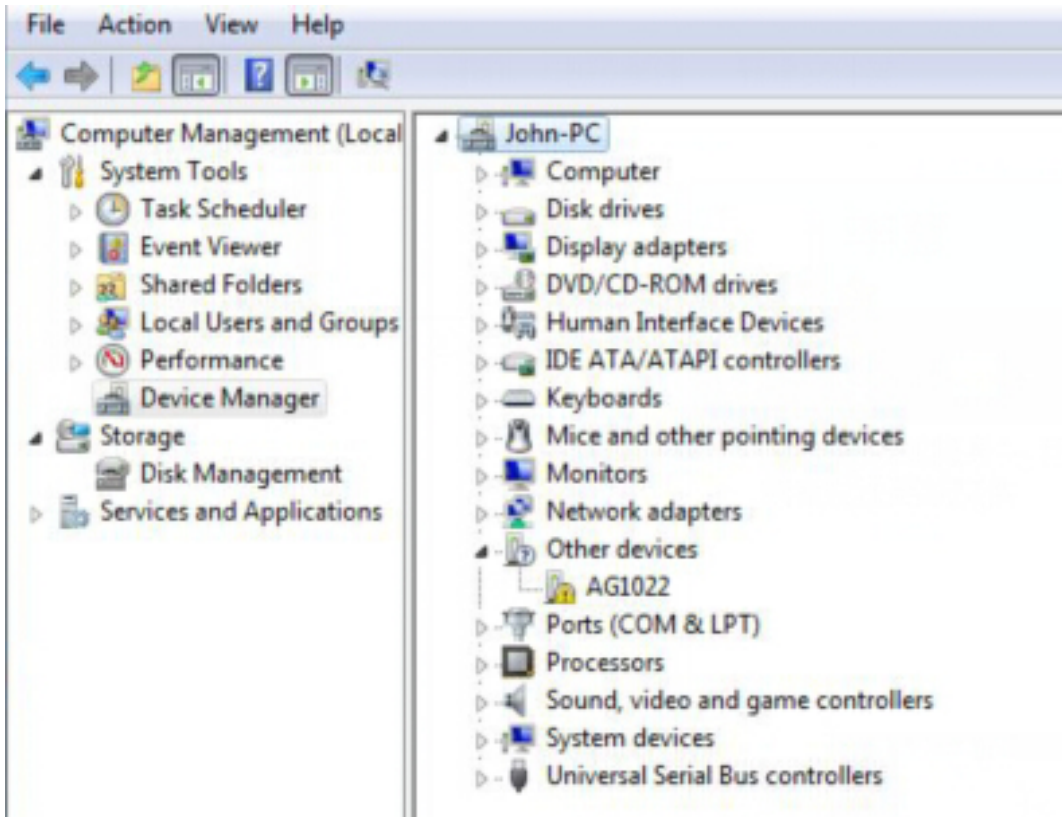 File Action View Help
Computer Management (Local
System Tools
Task Scheduler
Event Viewer
Shared Folders
Local Users and Groups
Performance
Device Manager
Storage
Disk Management
Services and Applications
John-PC
Computer
Disk drives
Display adapters
DVD/CD-ROM drives
Human Interface Devices
IDE ATA/ATAPI controllers
Keyboards
Mice and other pointing devices
Monitors
Network adapters
Other devices
AG1022
Ports (COM & LPT)
Processors
Sound, video and game controllers
System devices
Universal Serial Bus controllers